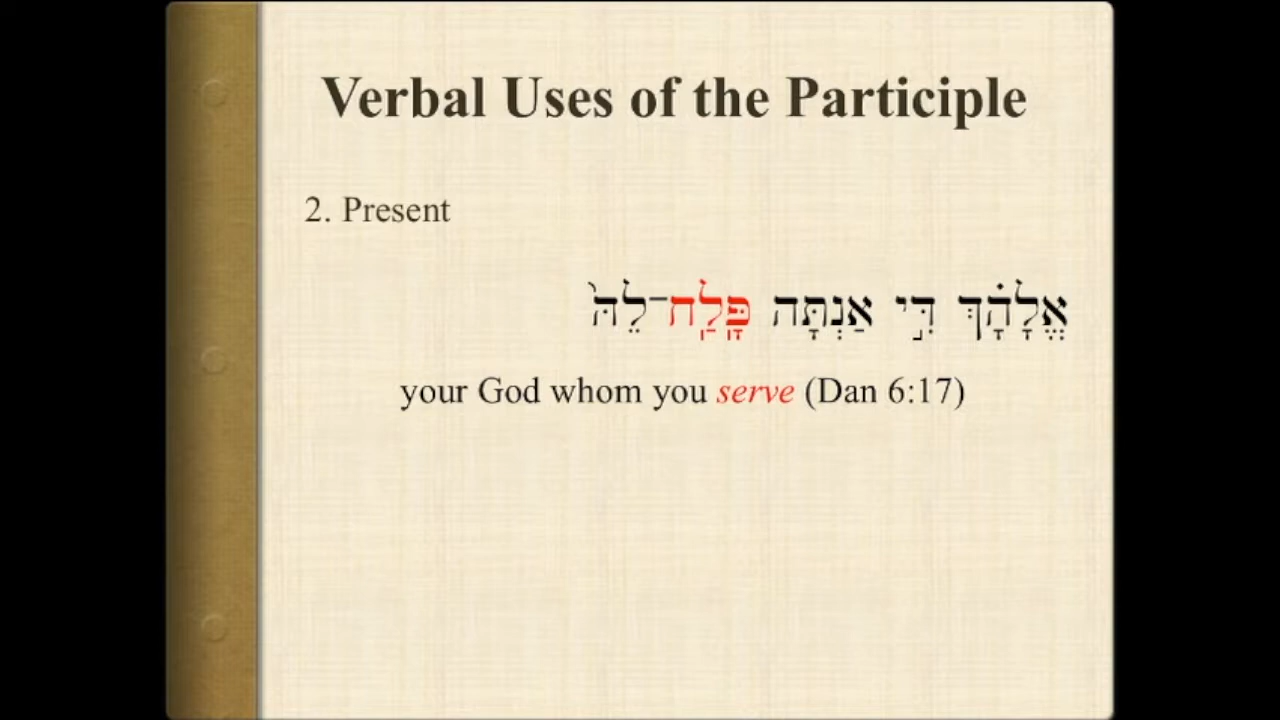 Verbal Uses of the Participle
2. Present
אֱלָהָ֗ךְ דִּ֣י אַנְתָּה פָּֽלַֽח־לֵהּ֙
your God whom you serve (Dan 6:17)